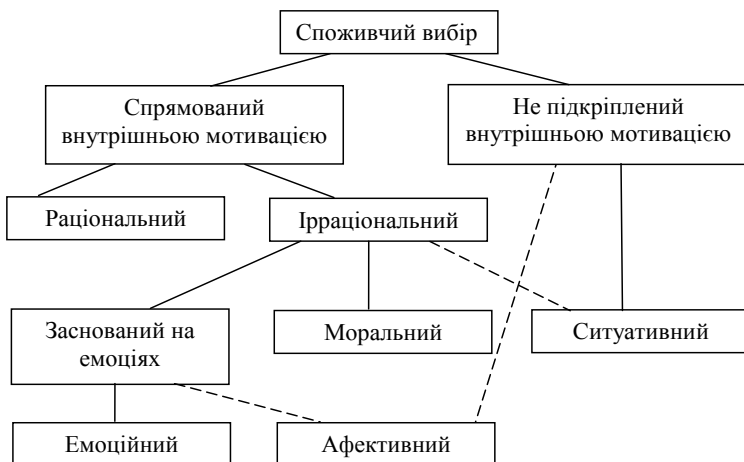 Споживчий вибір
Спрямований
внутрішньою мотивацією
Не підкріплений
внутрішньою мотивацією
Раціональний
Ірраціональний
Заснований на
емоціях
Моральний
Ситуативний
Емоційний
Афективний